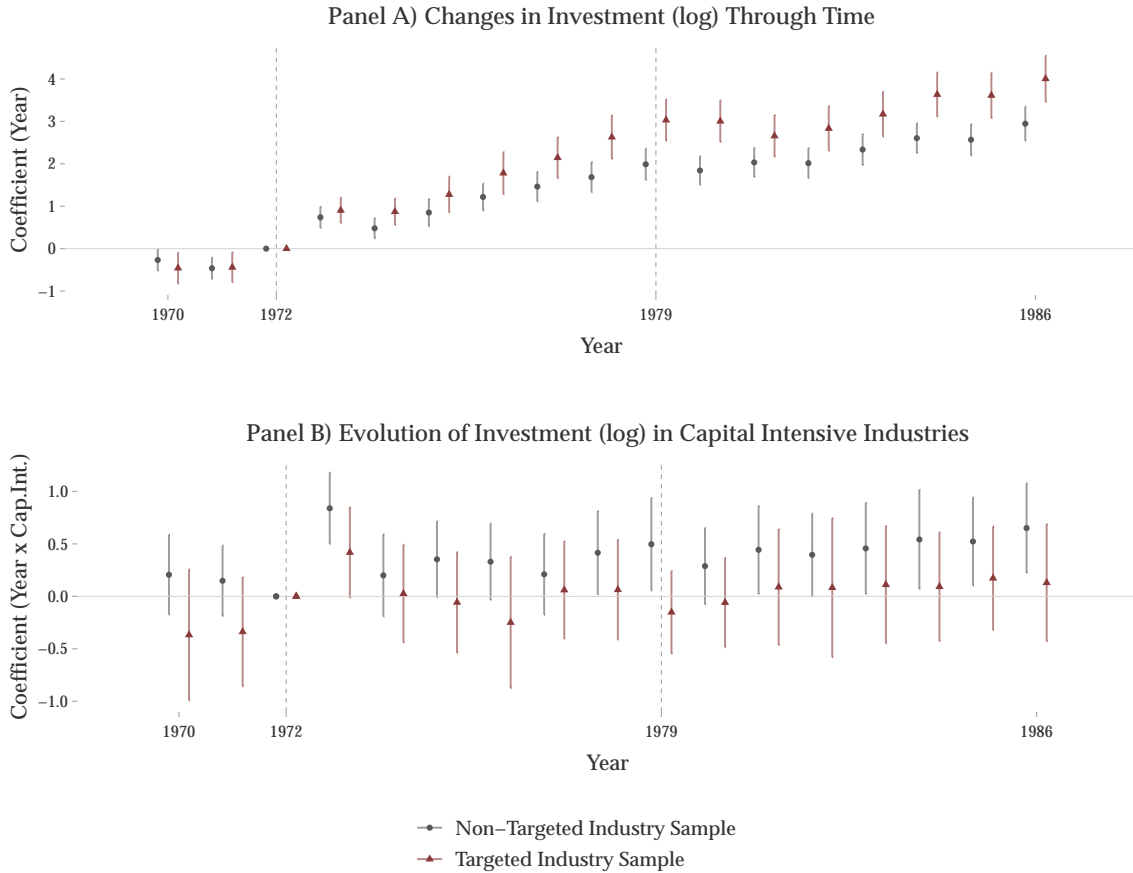 Panel A) Changes in Investment (log) Through Time
Coefficient (Year)
4
3
2
1
0
−1
1970
1972
1979
1986
Year
Panel B) Evolution of Investment (log) in Capital Intensive Industries
Coefficient (Year x Cap.Int.)
1.0
0.5
0.0
−0.5
−1.0
1970
1972
1979
1986
Year
Non−Targeted Industry Sample
Targeted Industry Sample